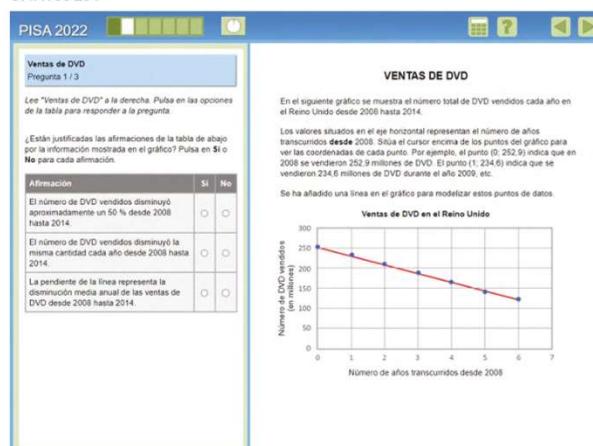 PISA 2022
?
Ventas de DVD
Pregunta 1 / 3
Lee "Ventas de DVD" a la derecha. Pulsa en las opciones
de la tabla para responder a la pregunta.
¿Están justificadas las afirmaciones de la tabla de abajo
por la información mostrada en el gráfico? Pulsa en Sí o
No para cada afirmación.
Afirmación Sí No
El número de DVD vendidos disminuyó
aproximadamente un 50 % desde 2008
hasta 2014.
El número de DVD vendidos disminuyó la
misma cantidad cada año desde 2008 hasta
2014.
La pendiente de la línea representa la
disminución media anual de las ventas de
DVD desde 2008 hasta 2014.
VENTAS DE DVD
En el siguiente gráfico se muestra el número total de DVD vendidos cada año en
el Reino Unido desde 2008 hasta 2014.
Los valores situados en el eje horizontal representan el número de años
transcurridos desde 2008. Sitúa el cursor encima de los puntos del gráfico para
ver las coordenadas de cada punto. Por ejemplo, el punto (0; 252,9) indica que en
2008 se vendieron 252,9 millones de DVD. El punto (1; 234,6) indica que se
vendieron 234,6 millones de DVD durante el año 2009, etc.
Se ha añadido una línea en el gráfico para modelizar estos puntos de datos.
Ventas de DVD en el Reino Unido
Número de DVD vendidos
(en millones)
300
250
200
150
100
50
0
0 1 2 3 4 5 6 7
Número de años transcurridos desde 2008